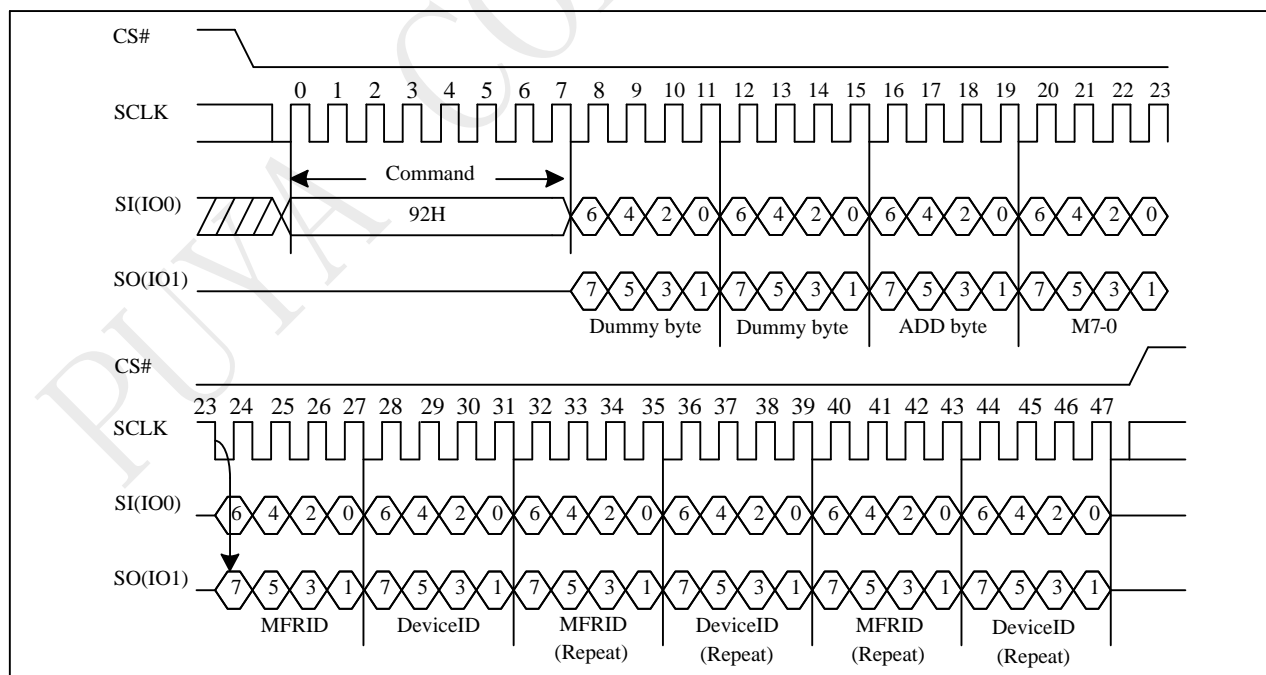 CS#
0 1 2 3 4 5 6 7 8 9 10 11 12 13 14 15 16 17 18 19 20 21 22 23
SCLK
Command
SI(IO0)
92H
6 4 2 0 6 4 2 0 6 4 2 0 6 4 2 0
SO(IO1)
7 5 3 1 7 5 3 1 7 5 3 1 7 5 3 1
Dummy byte Dummy byte ADD byte M7-0
CS#
23 24 25 26 27 28 29 30 31 32 33 34 35 36 37 38 39 40 41 42 43 44 45 46 47
SCLK
SI(IO0)
6 4 2 0 6 4 2 0 6 4 2 0 6 4 2 0 6 4 2 0 6 4 2 0
SO(IO1)
7 5 3 1 7 5 3 1 7 5 3 1 7 5 3 1 7 5 3 1 7 5 3 1
MFRID DeviceID MFRID DeviceID MFRID DeviceID
(Repeat) (Repeat) (Repeat) (Repeat)
PUYA